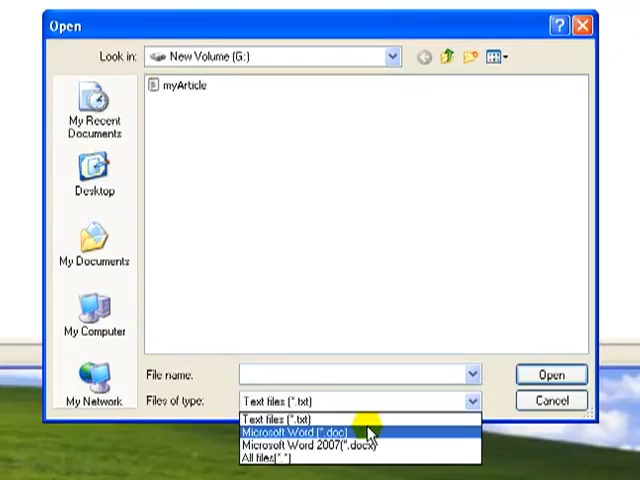 Open
Look in: New Volume (G:)
myArticle
My Recent
Documents
Desktop
My Documents
My Computer
My Network
File name: Open
Files of type: Text files (*.txt) Cancel
Text files (*.txt)
Microsoft Word (*.doc)
Microsoft Word 2007(*.docx)
All files(*.*)